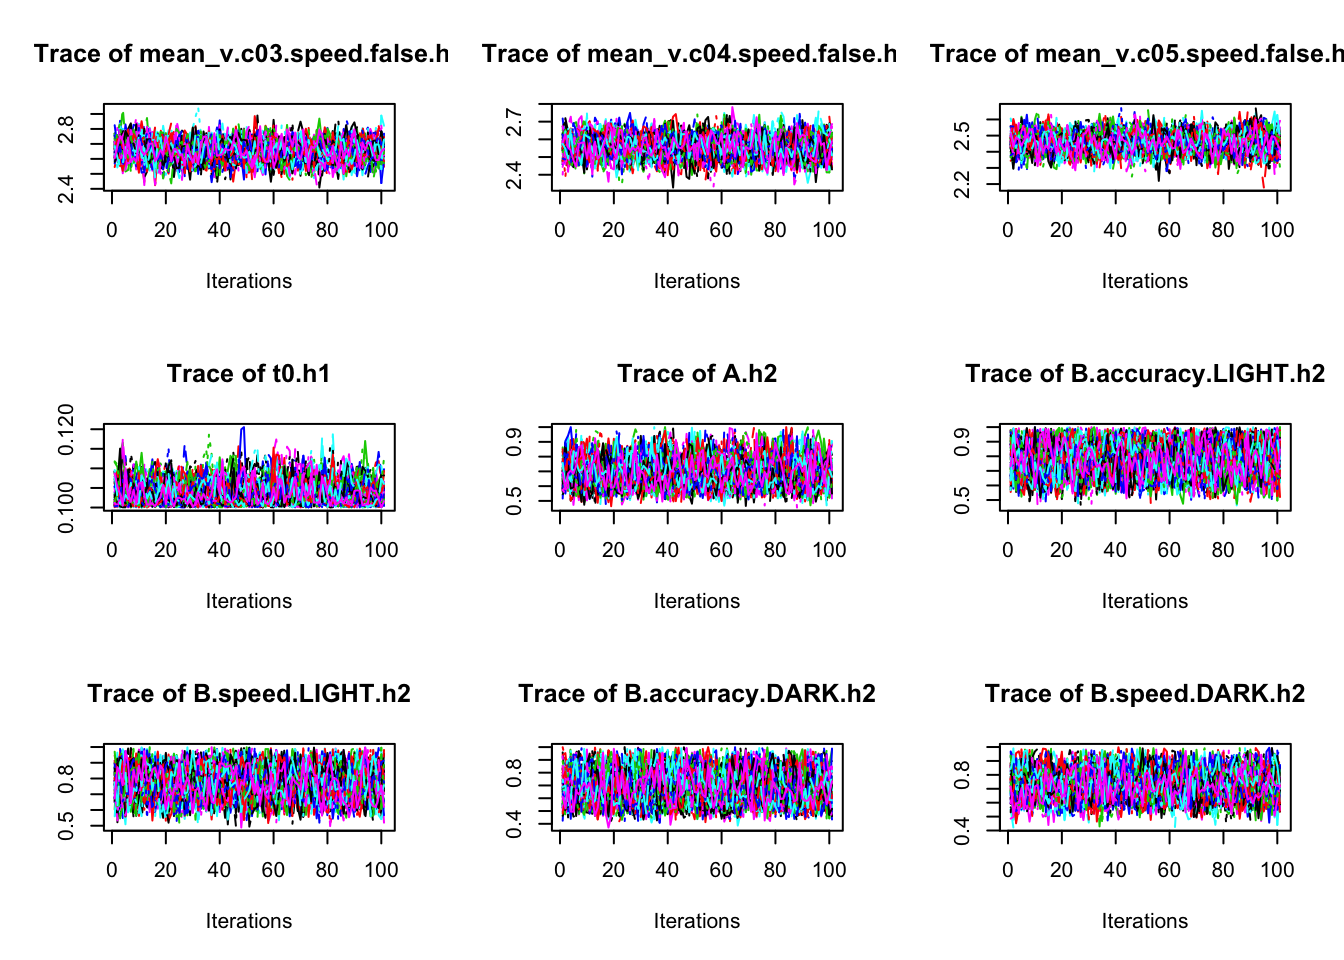 Trace of mean_v.c03.speed.false.h
Trace of mean_v.c04.speed.false.h
Trace of mean_v.c05.speed.false.h
2.8
2.4
0 20 40 60 80 100
Iterations
2.7
2.4
0 20 40 60 80 100
Iterations
2.5
2.2
0 20 40 60 80 100
Iterations
Trace of t0.h1
Trace of A.h2
Trace of B.accuracy.LIGHT.h2
0.120
0.100
0 20 40 60 80 100
Iterations
0.9
0.5
0 20 40 60 80 100
Iterations
0.9
0.5
0 20 40 60 80 100
Iterations
Trace of B.speed.LIGHT.h2
Trace of B.accuracy.DARK.h2
Trace of B.speed.DARK.h2
0.8
0.5
0 20 40 60 80 100
Iterations
0.8
0.4
0 20 40 60 80 100
Iterations
0.8
0.4
0 20 40 60 80 100
Iterations